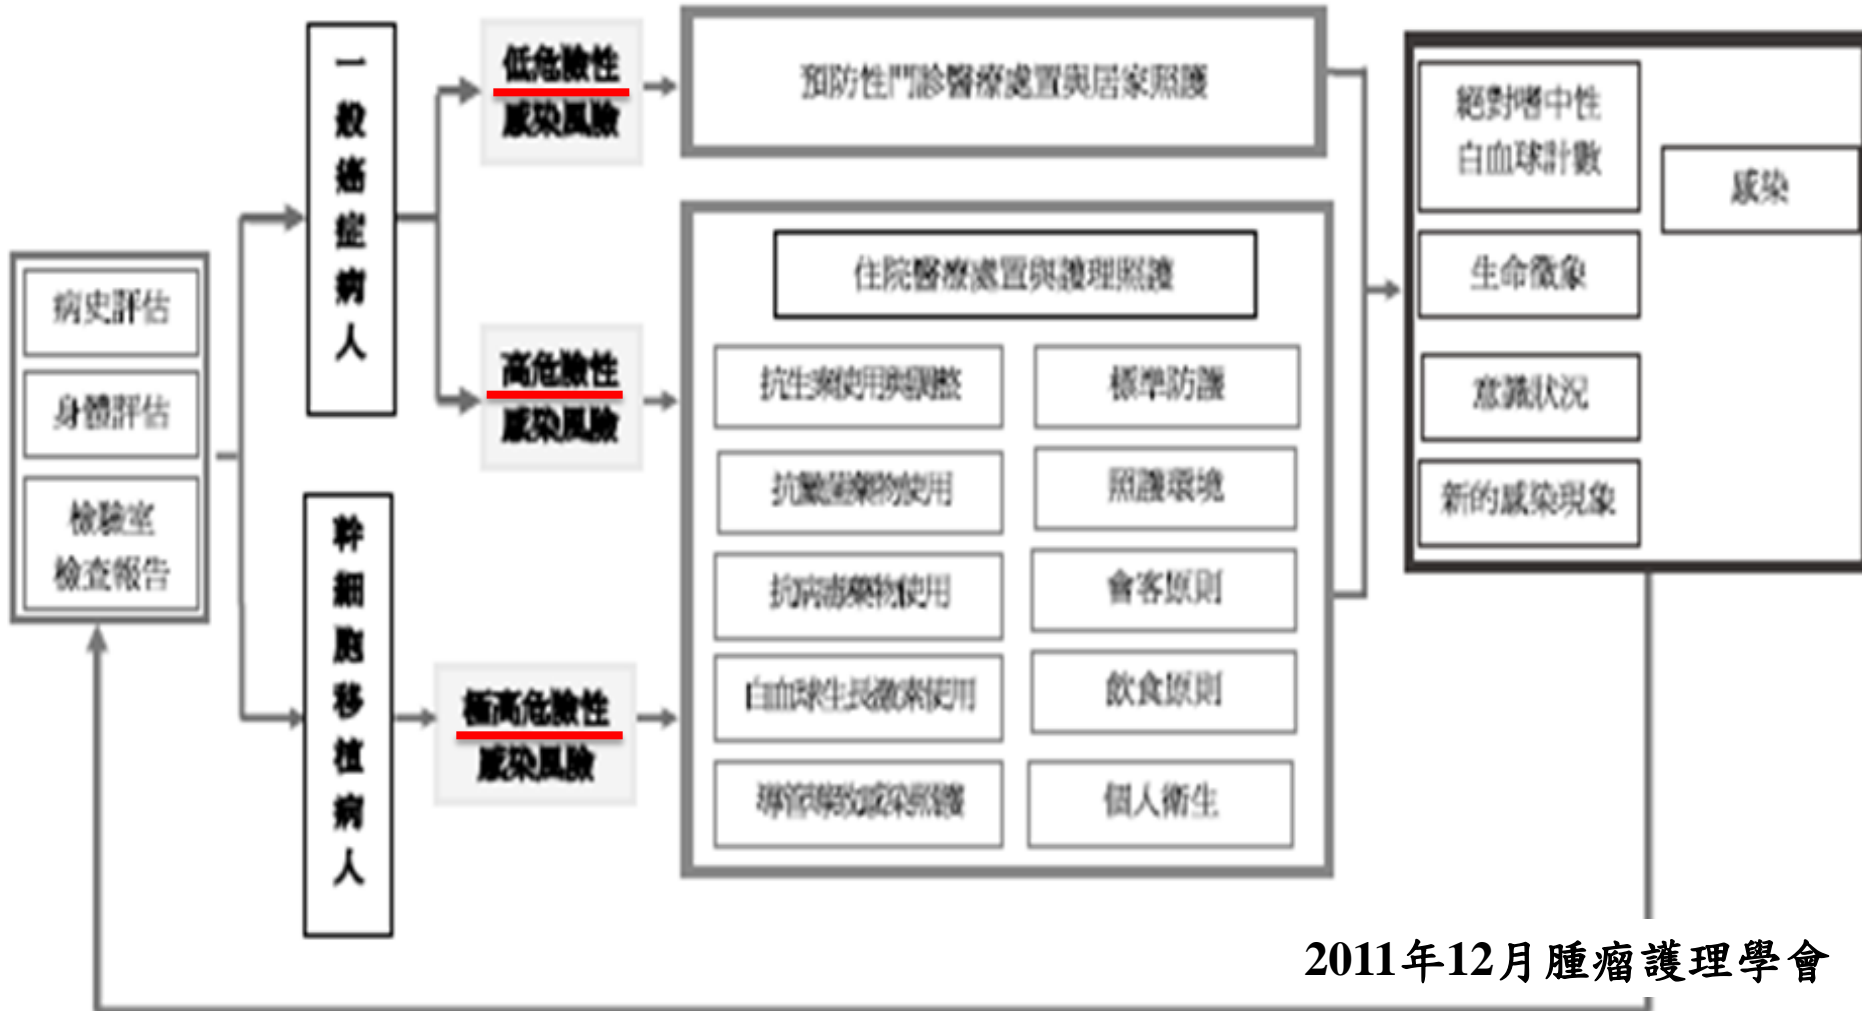 病史評估
身體評估
檢驗室
檢查報告
一般癌症病人
幹細胞移植病人
低危險性
感染風險
高危險性
感染風險
極高危險性
感染風險
預防性門診醫療處置與居家照護
住院醫療處置與護理照護
抗生素使用與調整
標準防護
抗黴菌藥物使用
照護環境
抗病毒藥物使用
會客原則
白血球生長激素使用
飲食原則
導管導致感染照護
個人衛生
絕對嗜中性
白血球計數
感染
生命徵象
意識狀況
新的感染現象
2011年12月腫瘤護理學會